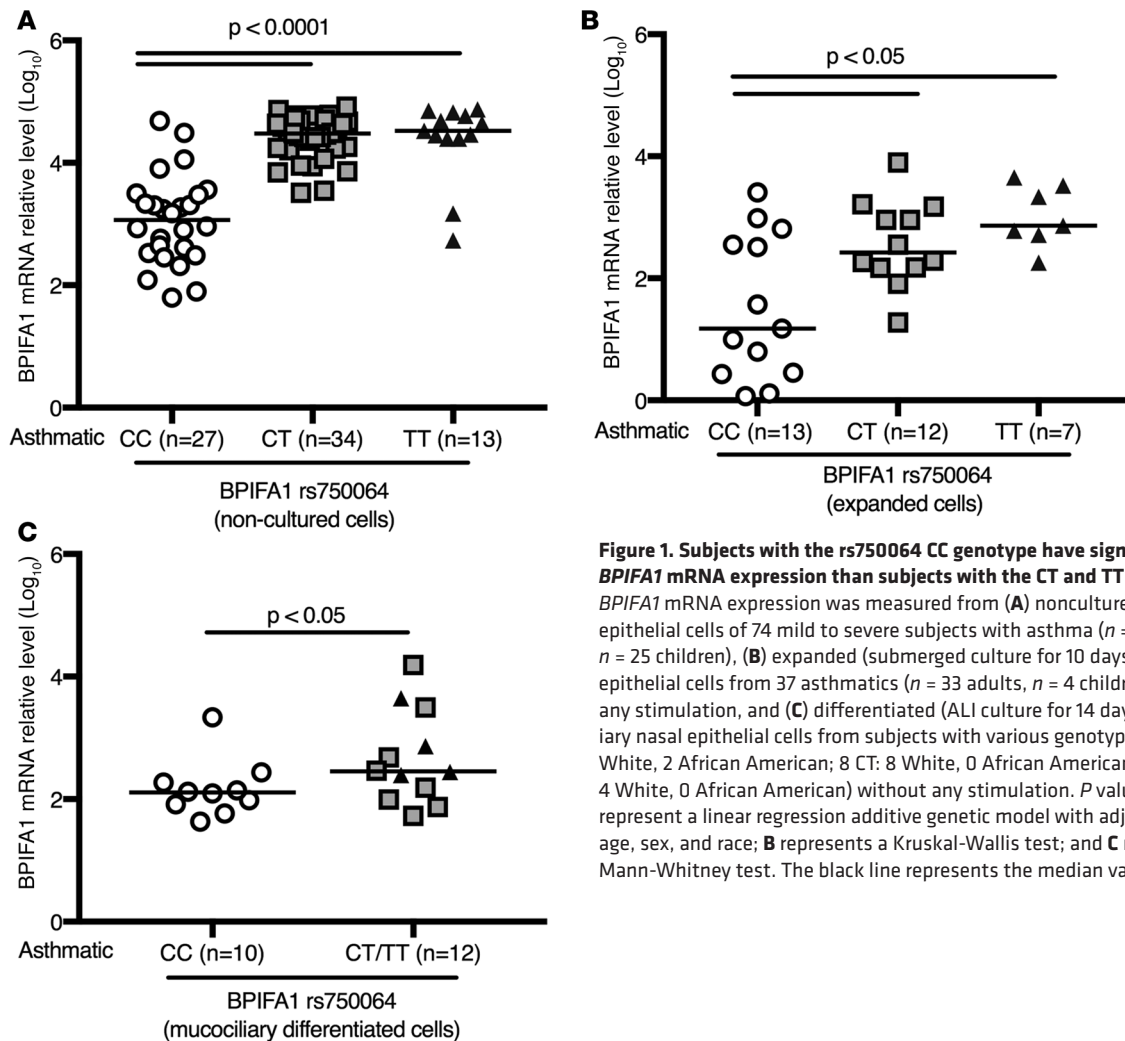 A
p < 0.0001
6
4
2
0
BPIFA1 mRNA relative level (Log10)
Asthmatic CC (n=27) CT (n=34) TT (n=13)
BPIFA1 rs750064
(non-cultured cells)
B
p < 0.05
6
4
2
0
BPIFA1 mRNA relative level (Log10)
Asthmatic CC (n=13) CT (n=12) TT (n=7)
BPIFA1 rs750064
(expanded cells)
C
p < 0.05
6
4
2
0
BPIFA1 mRNA relative level (Log10)
Asthmatic CC (n=10) CT/TT (n=12)
BPIFA1 rs750064
(mucociliary differentiated cells)
Figure 1. Subjects with the rs750064 CC genotype have sign
BPIFA1 mRNA expression than subjects with the CT and TT
BPIFA1 mRNA expression was measured from (A) nonculture
epithelial cells of 74 mild to severe subjects with asthma (n =
n = 25 children), (B) expanded (submerged culture for 10 days
epithelial cells from 37 asthmatics (n = 33 adults, n = 4 childr
any stimulation, and (C) differentiated (ALI culture for 14 day
iary nasal epithelial cells from subjects with various genotyp
White, 2 African American; 8 CT: 8 White, 0 African American
4 White, 0 African American) without any stimulation. P valu
represent a linear regression additive genetic model with adj
age, sex, and race; B represents a Kruskal-Wallis test; and C
Mann-Whitney test. The black line represents the median va